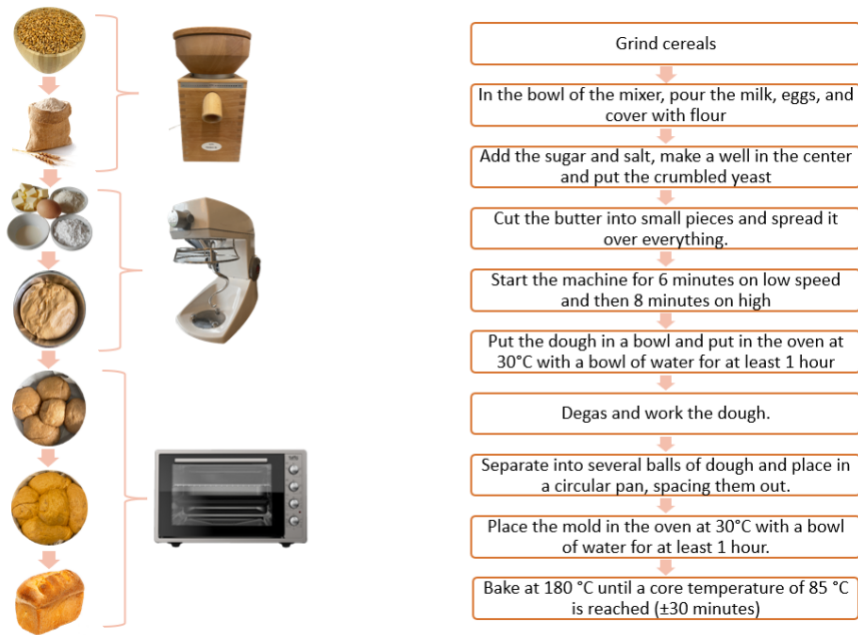 Grind cereals
In the bowl of the mixer, pour the milk, eggs, and
cover with flour
Add the sugar and salt, make a well in the center
and put the crumbled yeast
Cut the butter into small pieces and spread it
over everything.
Start the machine for 6 minutes on low speed
and then 8 minutes on high
Put the dough in a bowl and put in the oven at
30°C with a bowl of water for at least 1 hour
Degas and work the dough.
Separate into several balls of dough and place in
a circular pan, spacing them out.
Place the mold in the oven at 30°C with a bowl
of water for at least 1 hour.
Bake at 180 °C until a core temperature of 85 °C
is reached (±30 minutes)